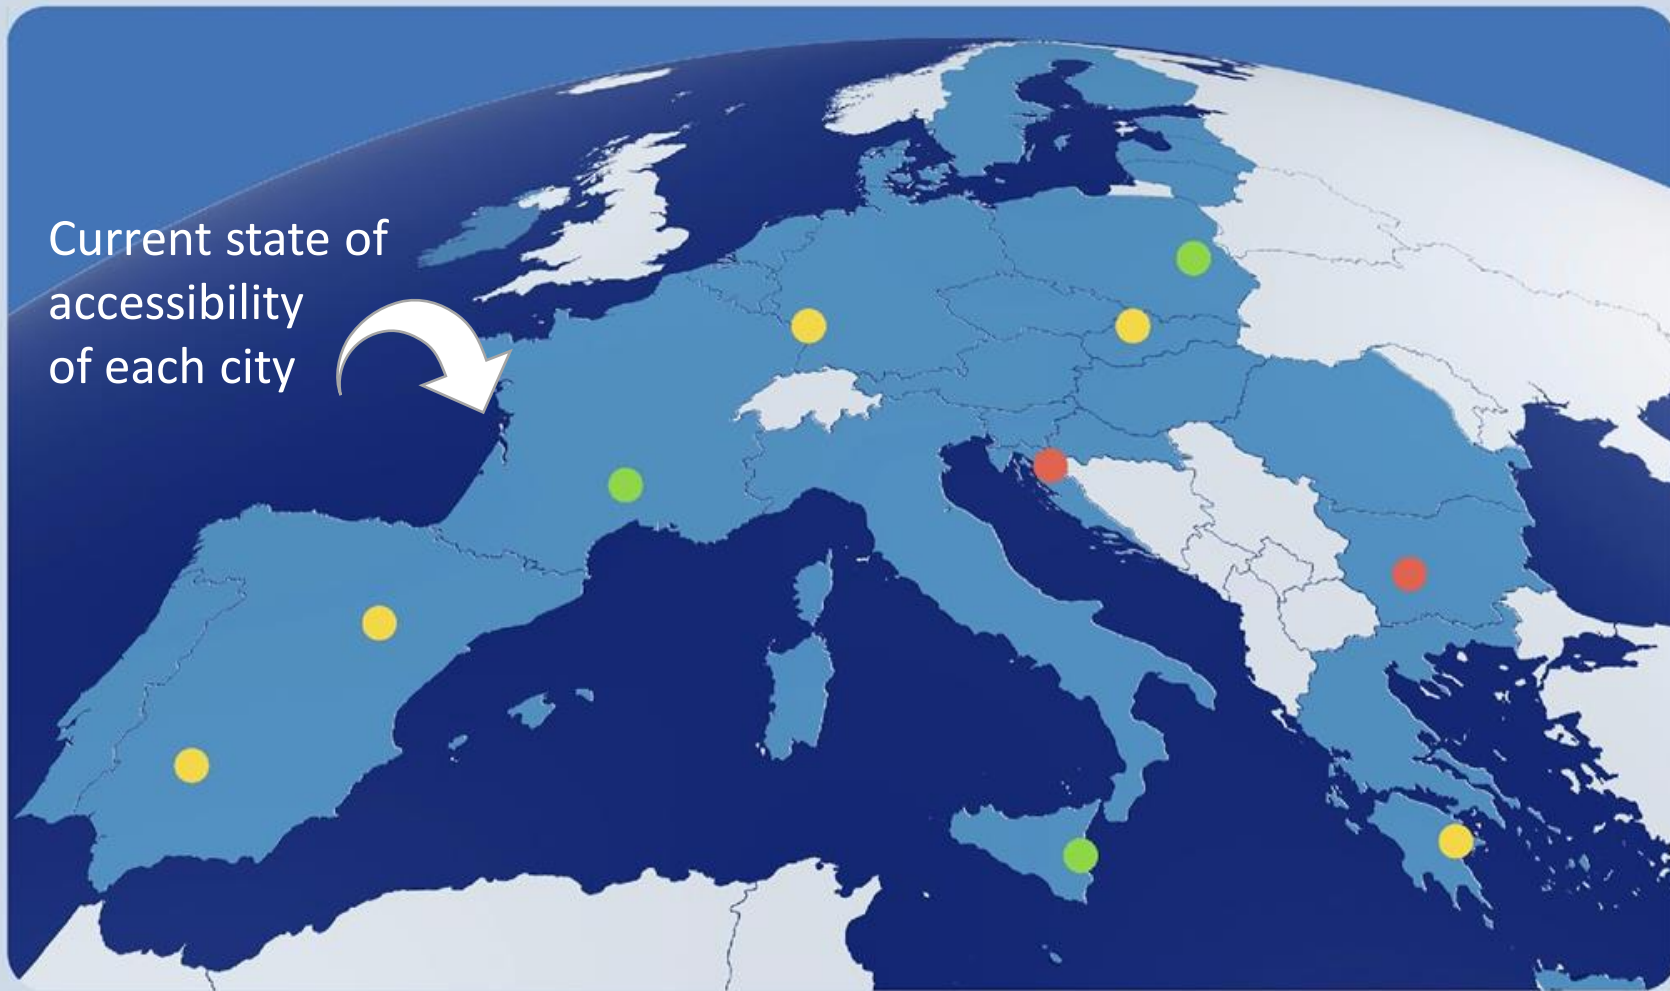 Current state of
accessibility
of each city